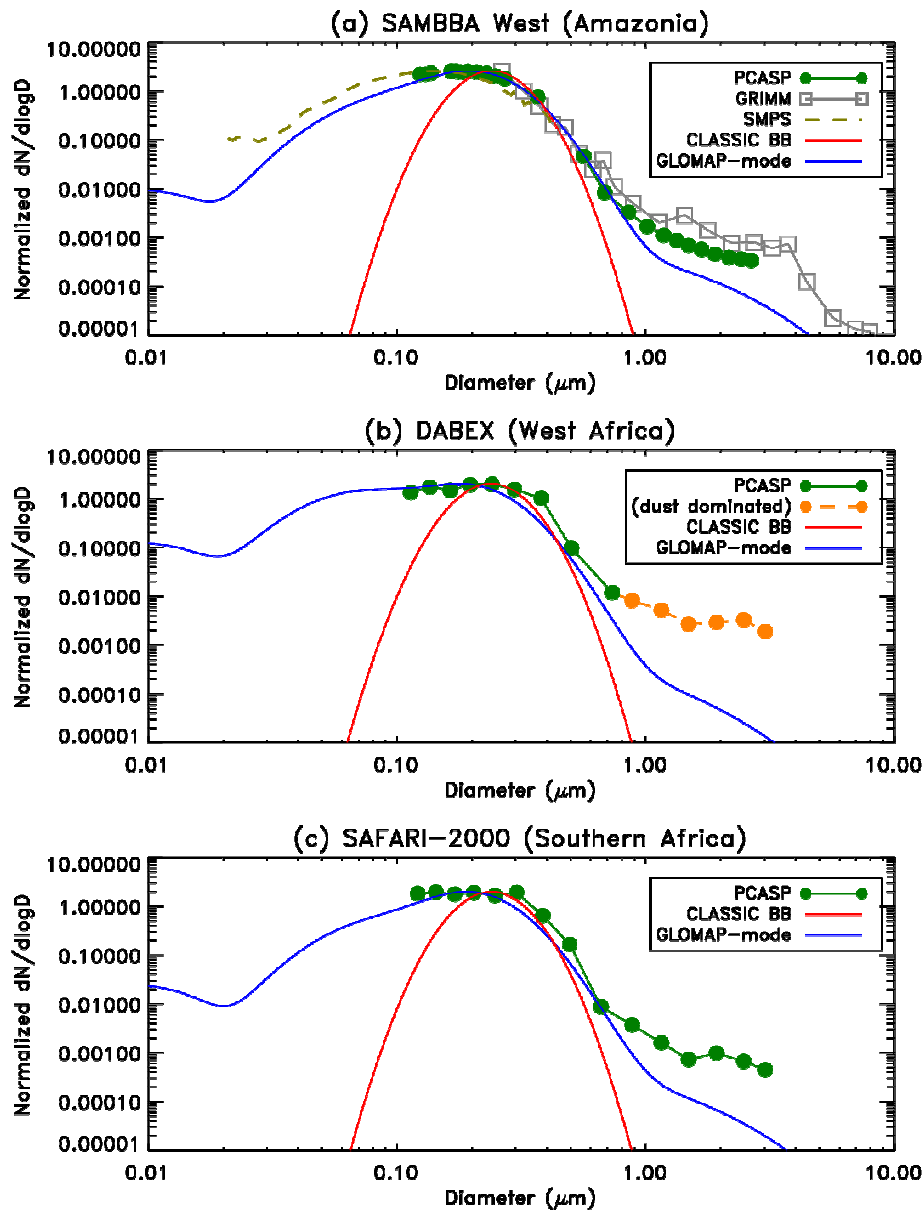 (a) SAMBBA West (Amazonia)
Normalized dN/dlogD
10.00000
1.00000
0.10000
0.01000
0.00100
0.00010
0.00001
PCASP
GRIMM
SMPS
CLASSIC BB
GLOMAP-mode
0.01 0.10 1.00 10.00
Diameter (μm)
(b) DABEX (West Africa)
Normalized dN/dlogD
10.00000
1.00000
0.10000
0.01000
0.00100
0.00010
0.00001
PCASP
(dust dominated)
CLASSIC BB
GLOMAP-mode
0.01 0.10 1.00 10.00
Diameter (μm)
(c) SAFARI-2000 (Southern Africa)
Normalized dN/dlogD
10.00000
1.00000
0.10000
0.01000
0.00100
0.00010
0.00001
PCASP
CLASSIC BB
GLOMAP-mode
0.01 0.10 1.00 10.00
Diameter (μm)